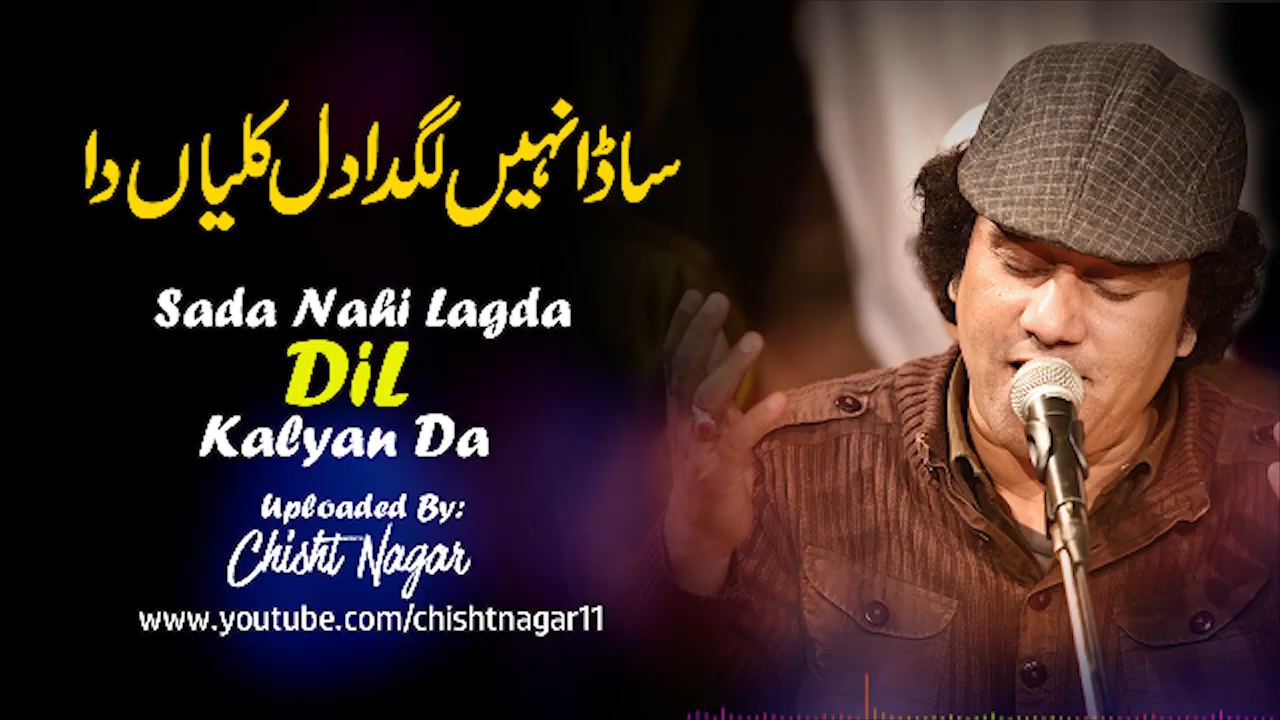 ساڈا نہیں لگدا دل کلیاں دا
Sada Nahi Lagda
DiL
Kalyan Da
Uploaded By:
Chisht Nagar
www.youtube.com/chishtnagar11